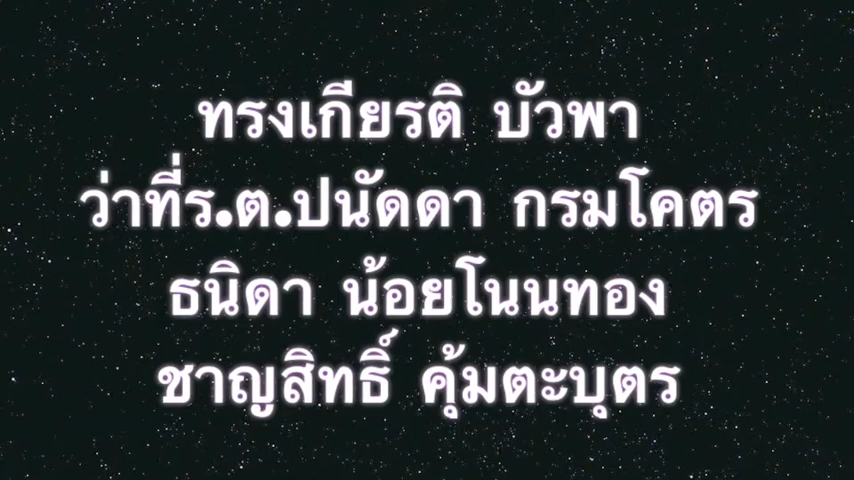 ทรงเกียรติ บัวพา
ว่าที่ร.ต.ปนัดดา กรมโคตร
ธนิดา น้อยโนนทอง
ชาญสิทธิ์ คุ้มตะบุตร